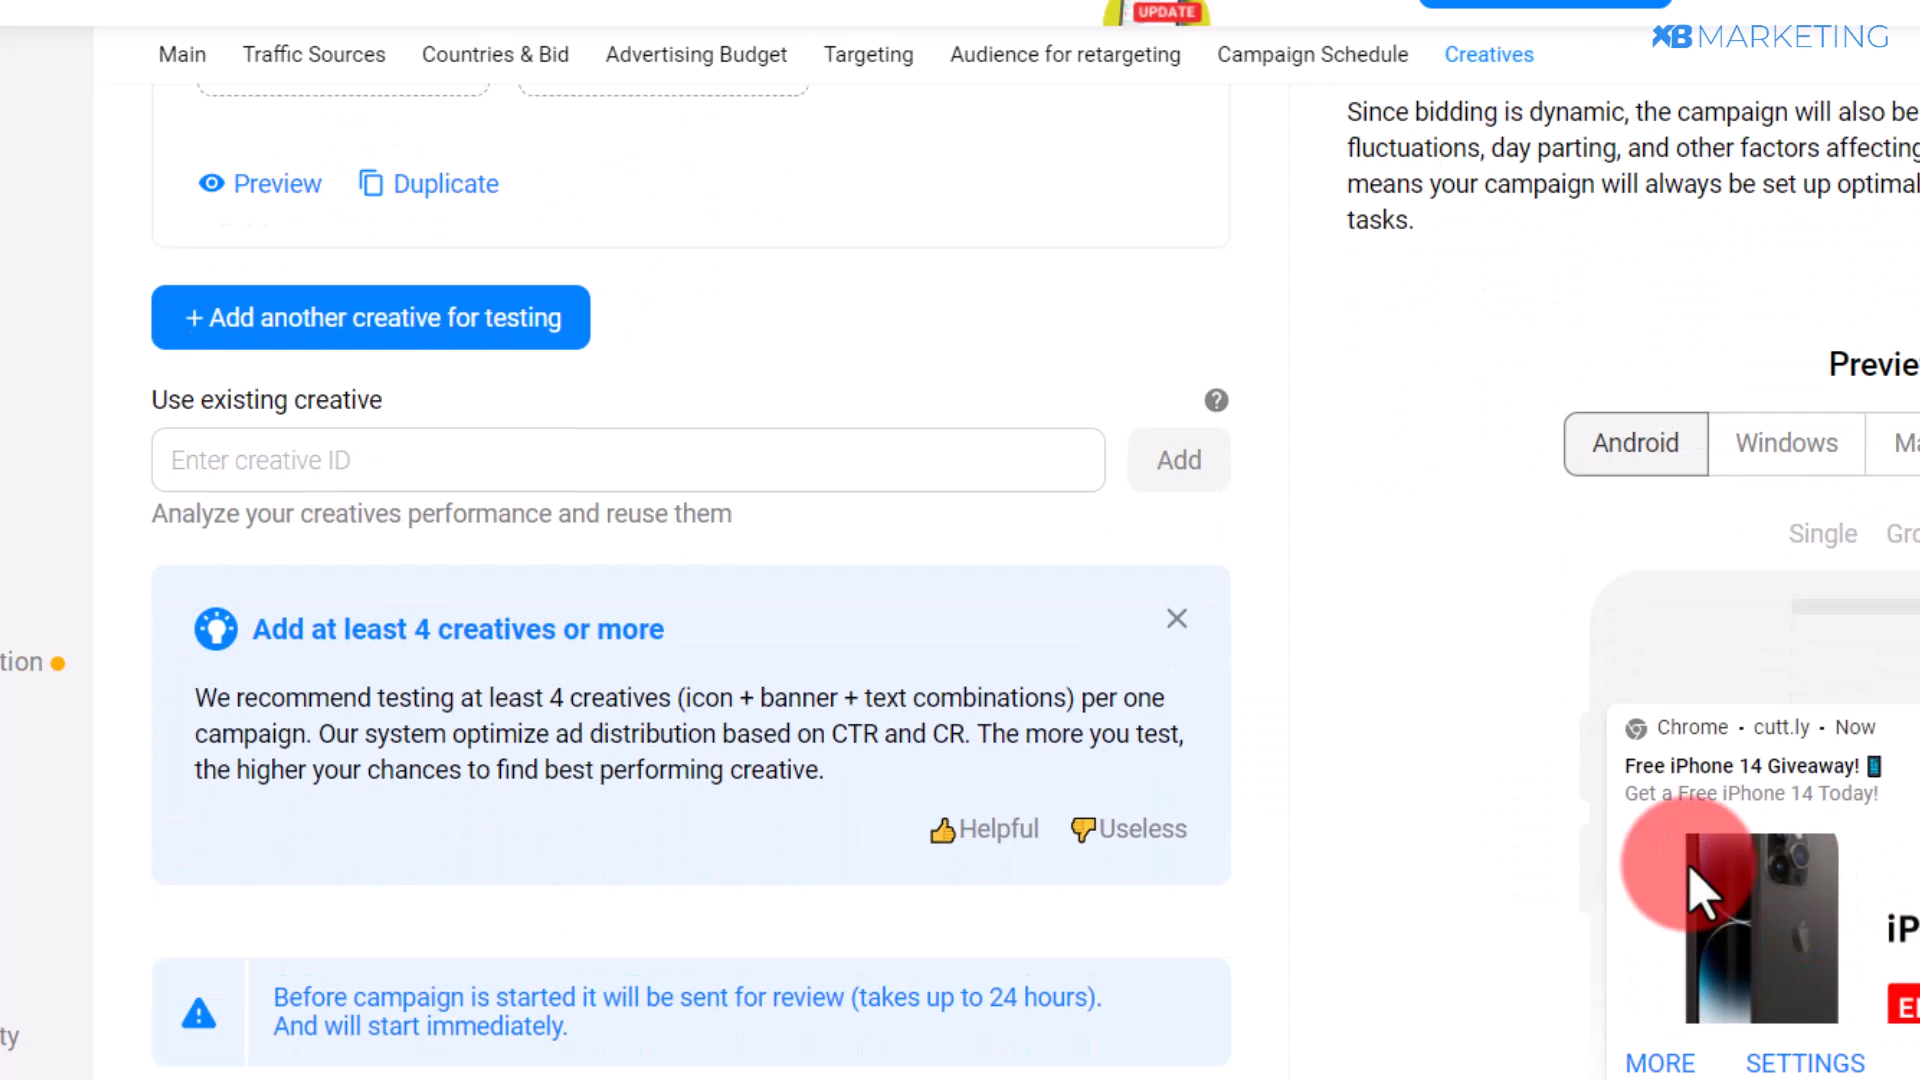 UPDATE
XB MARKETING
Main Traffic Sources Countries & Bid Advertising Budget Targeting Audience for retargeting Campaign Schedule Creatives
Since bidding is dynamic, the campaign will also be
fluctuations, day parting, and other factors affecting
means your campaign will always be set up optimal
tasks.
Preview Duplicate
+ Add another creative for testing
Use existing creative ?
Enter creative ID
Add
Analyze your creatives performance and reuse them
Previe
Android Windows Ma
Single Gro
Add at least 4 creatives or more
We recommend testing at least 4 creatives (icon + banner + text combinations) per one
campaign. Our system optimize ad distribution based on CTR and CR. The more you test,
the higher your chances to find best performing creative.
👍Helpful 👎Useless
tion
ty
Before campaign is started it will be sent for review (takes up to 24 hours).
And will start immediately.
Chrome · cutt.ly · Now
Free iPhone 14 Giveaway! 📱
Get a Free iPhone 14 Today!
iP
MORE SETTINGS